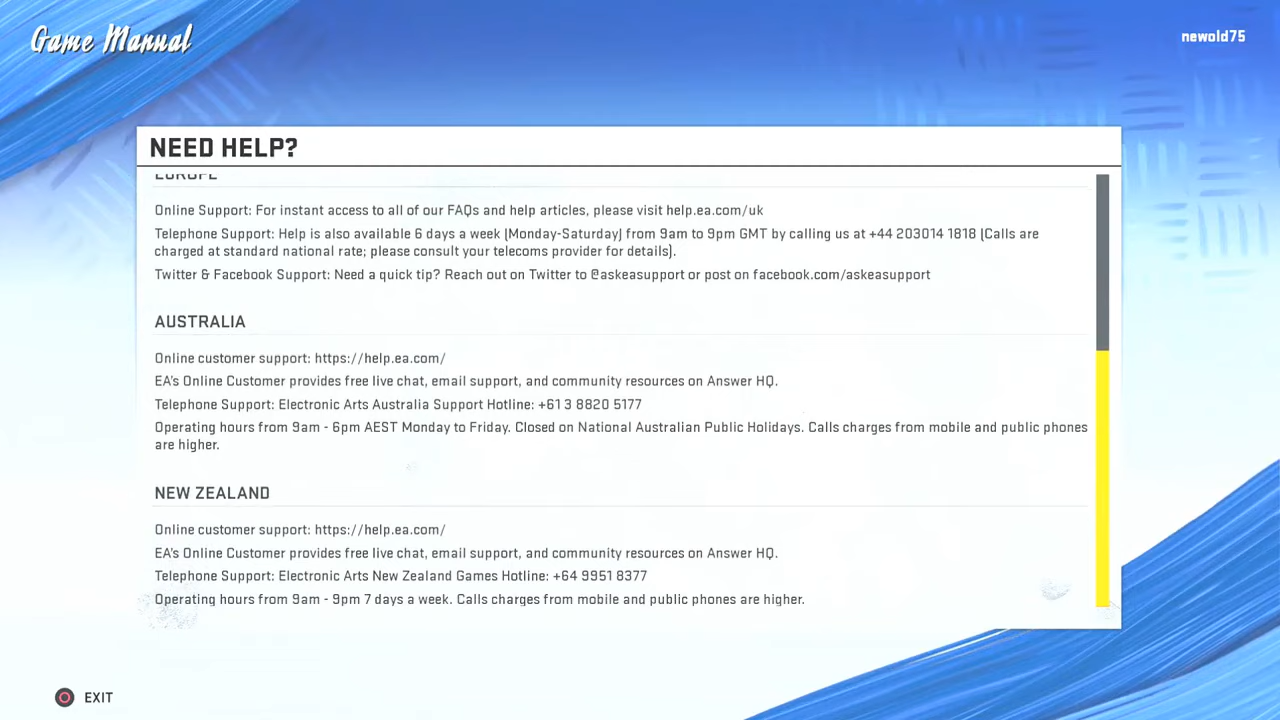 Game Manual
newold75
NEED HELP?
EUROPE
Online Support: For instant access to all of our FAQs and help articles, please visit help.ea.com/uk
Telephone Support: Help is also available 6 days a week (Monday-Saturday) from 9am to 9pm GMT by calling us at +44 203014 1818 (Calls are
charged at standard national rate; please consult your telecoms provider for details).
Twitter & Facebook Support: Need a quick tip? Reach out on Twitter to @askeasupport or post on facebook.com/askeasupport
AUSTRALIA
Online customer support: https://help.ea.com/
EA's Online Customer provides free live chat, email support, and community resources on Answer HQ.
Telephone Support: Electronic Arts Australia Support Hotline: +61 3 8820 5177
Operating hours from 9am - 6pm AEST Monday to Friday. Closed on National Australian Public Holidays. Calls charges from mobile and public phones
are higher.
NEW ZEALAND
Online customer support: https://help.ea.com/
EA's Online Customer provides free live chat, email support, and community resources on Answer HQ.
Telephone Support: Electronic Arts New Zealand Games Hotline: +64 9951 8377
Operating hours from 9am - 9pm 7 days a week. Calls charges from mobile and public phones are higher.
EXIT